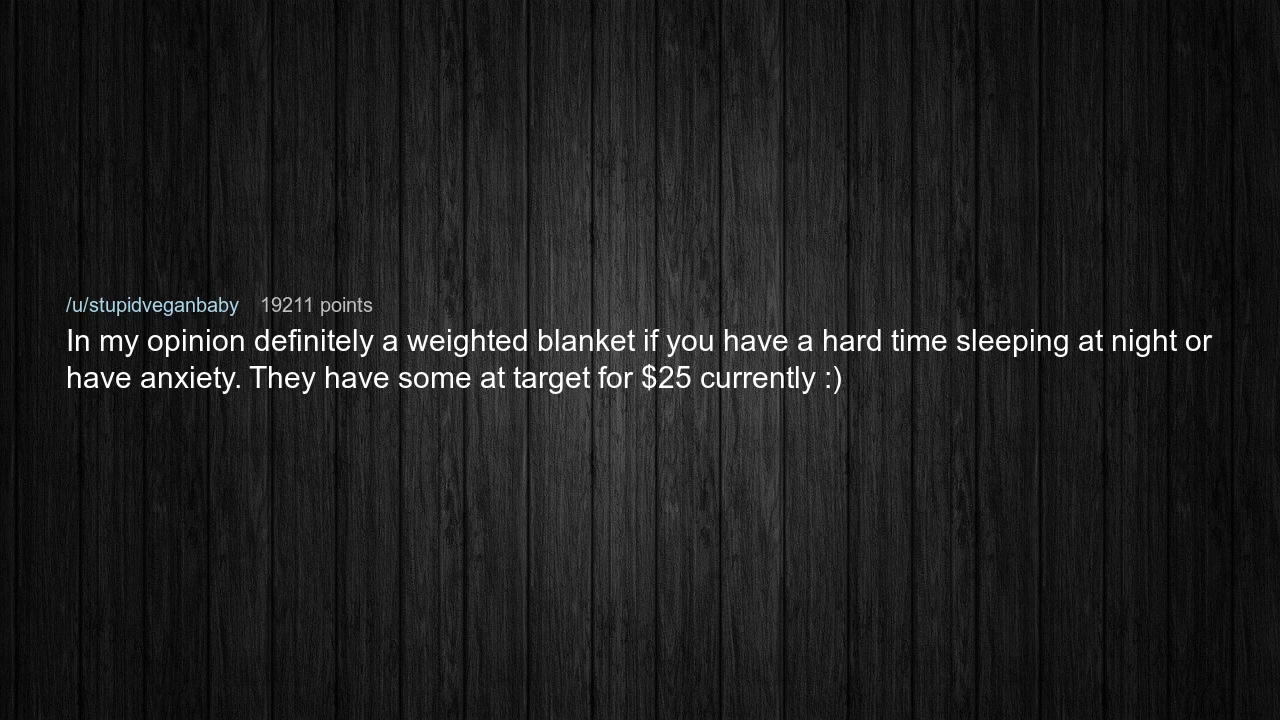 /u/stupidveganbaby 19211 points
In my opinion definitely a weighted blanket if you have a hard time sleeping at night or
have anxiety. They have some at target for $25 currently :)